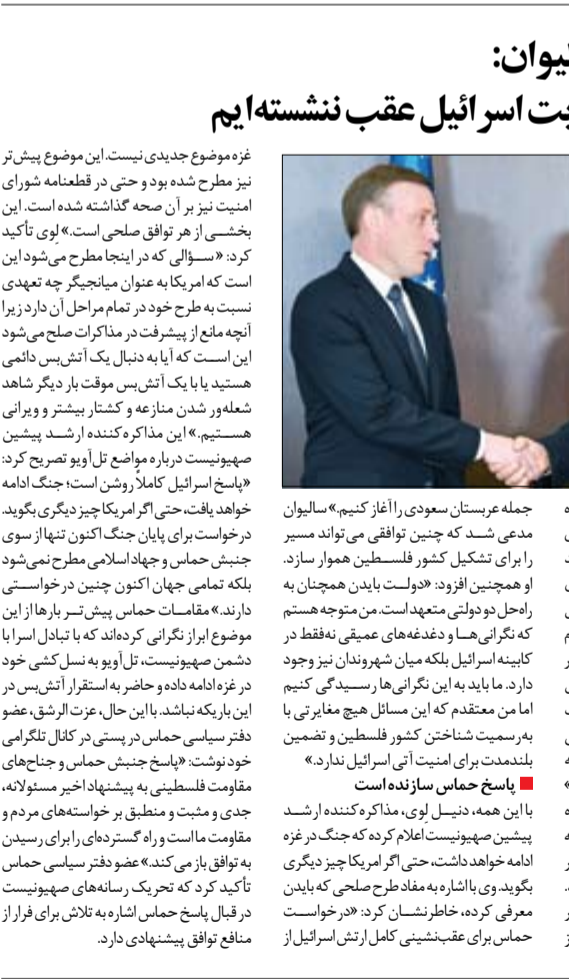 لیوان:
بت اسرائیل عقب ننشسته‌ایم
جمله عربستان سعودی را آغاز کنیم.» سالیوان
مدعی شد که چنین توافقی می‌تواند مسیر
را برای تشکیل کشور فلسطین هموار سازد.
او همچنین افزود: «دولت بایدن همچنان به
راه‌حل دو دولتی متعهد است. من متوجه هستم
که نگرانی‌ها و دغدغه‌های عمیقی نه‌فقط در
کابینه اسرائیل بلکه میان شهروندان نیز وجود
دارد. ما باید به این نگرانی‌ها رسیدگی کنیم
اما من معتقدم که این مسائل هیچ مغایرتی با
به‌رسمیت شناختن کشور فلسطین و تضمین
بلندمدت برای امنیت آتی اسرائیل ندارد.»
پاسخ حماس سازنده است
با این همه، دنیل لِوی، مذاکره‌کننده ارشد
پیشین صهیونیست اعلام کرده که جنگ در غزه
ادامه خواهد داشت، حتی اگر امریکا چیز دیگری
بگوید. وی با اشاره به مفاد طرح صلحی که بایدن
معرفی کرده، خاطرنشان کرد: «درخواست
حماس برای عقب‌نشینی کامل ارتش اسرائیل از
غزه موضوع جدیدی نیست. این موضوع پیش‌تر
نیز مطرح شده بود و حتی در قطعنامه شورای
امنیت نیز بر آن صحه گذاشته شده است. این
بخشی از هر توافق صلحی است.» لِوی تأکید
کرد: «سؤالی که در اینجا مطرح می‌شود این
است که امریکا به عنوان میانجیگر چه تعهدی
نسبت به طرح خود در تمام مراحل آن دارد زیرا
آنچه مانع از پیشرفت در مذاکرات صلح می‌شود
این است که آیا به دنبال یک آتش‌بس دائمی
هستید یا با یک آتش‌بس موقت بار دیگر شاهد
شعله‌ور شدن منازعه و کشتار بیشتر و ویرانی
هستیم.» این مذاکره‌کننده ارشد پیشین
صهیونیست درباره مواضع تل‌آویو تصریح کرد:
«پاسخ اسرائیل کاملاً روشن است؛ جنگ ادامه
خواهد یافت، حتی اگر امریکا چیز دیگری بگوید.
درخواست برای پایان جنگ اکنون تنها از سوی
جنبش حماس و جهاد اسلامی مطرح نمی‌شود
بلکه تمامی جهان اکنون چنین درخواستی
دارند.» مقامات حماس پیش‌تر بارها از این
موضوع ابراز نگرانی کرده‌اند که با تبادل اسرا با
دشمن صهیونیست، تل‌آویو به نسل‌کشی خود
در غزه ادامه داده و حاضر به استقرار آتش‌بس در
این باریکه نباشد. با این حال، عزت الرشق، عضو
دفتر سیاسی حماس در پستی در کانال تلگرامی
خود نوشت: «پاسخ جنبش حماس و جناح‌های
مقاومت فلسطینی به پیشنهاد اخیر مسئولانه،
جدی و مثبت و منطبق بر خواسته‌های مردم و
مقاومت ما است و راه گسترده‌ای را برای رسیدن
به توافق باز می‌کند.» عضو دفتر سیاسی حماس
تأکید کرد که تحریک رسانه‌های صهیونیست
در قبال پاسخ حماس اشاره به تلاش برای فرار از
منافع توافق پیشنهادی دارد.